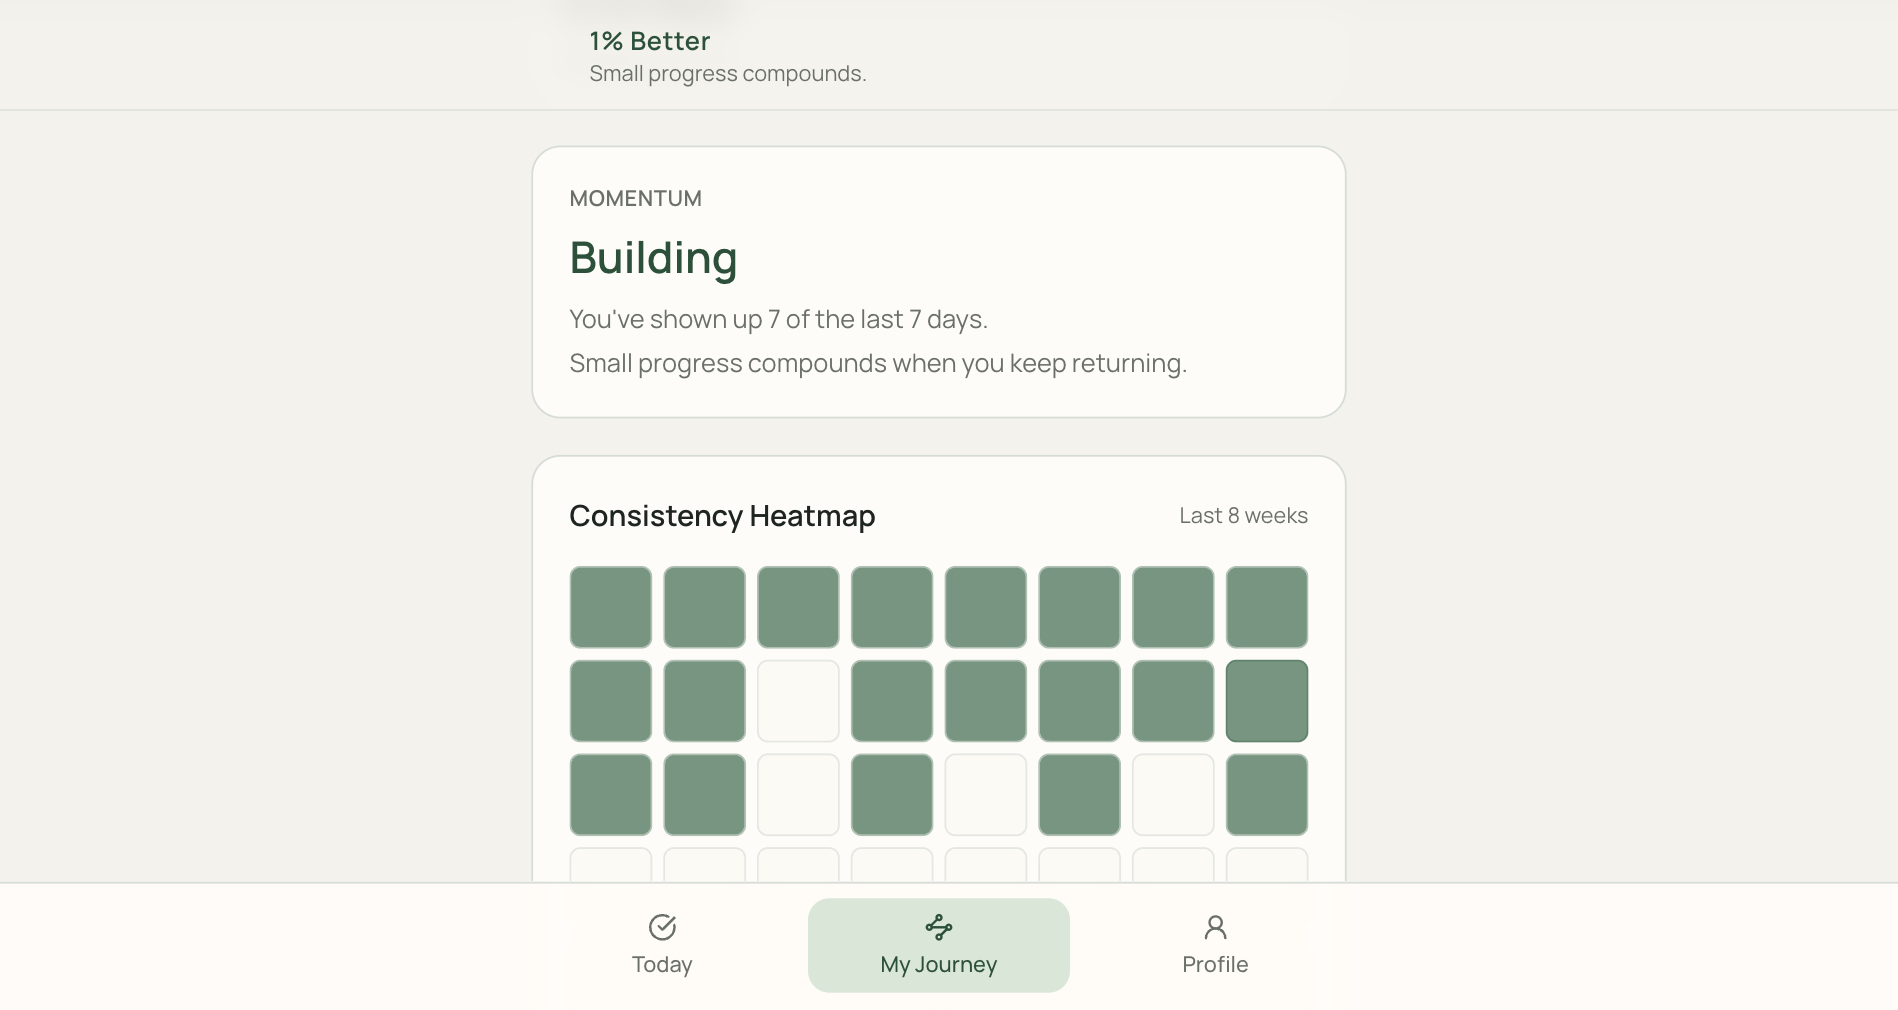 1% Better
Small progress compounds.
MOMENTUM
Building
You've shown up 7 of the last 7 days.
Small progress compounds when you keep returning.
Consistency Heatmap
Last 8 weeks
Today
My Journey
Profile